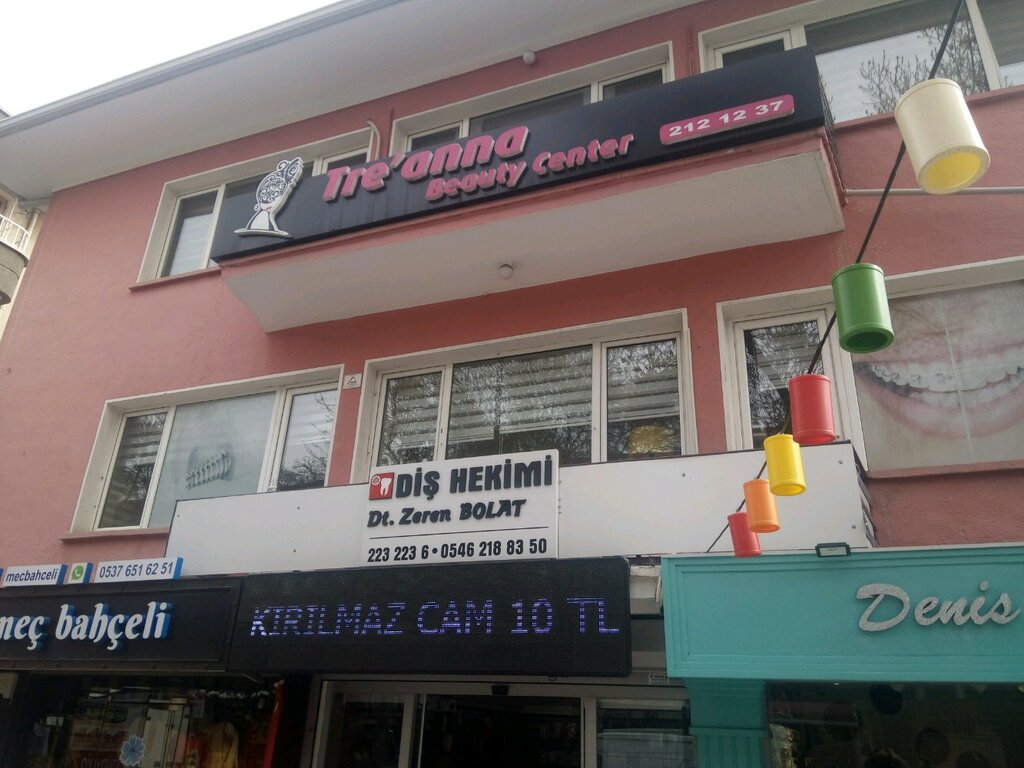 Tre'anna
Beauty Center
212 12 37
DİŞ HEKİMİ
Dt. Zeren BOLAT
223 223 6 • 0546 218 83 50
mecbahceli
0537 651 62 51
meç bahçeli
KIRILMAZ CAM 10 TL
Denis